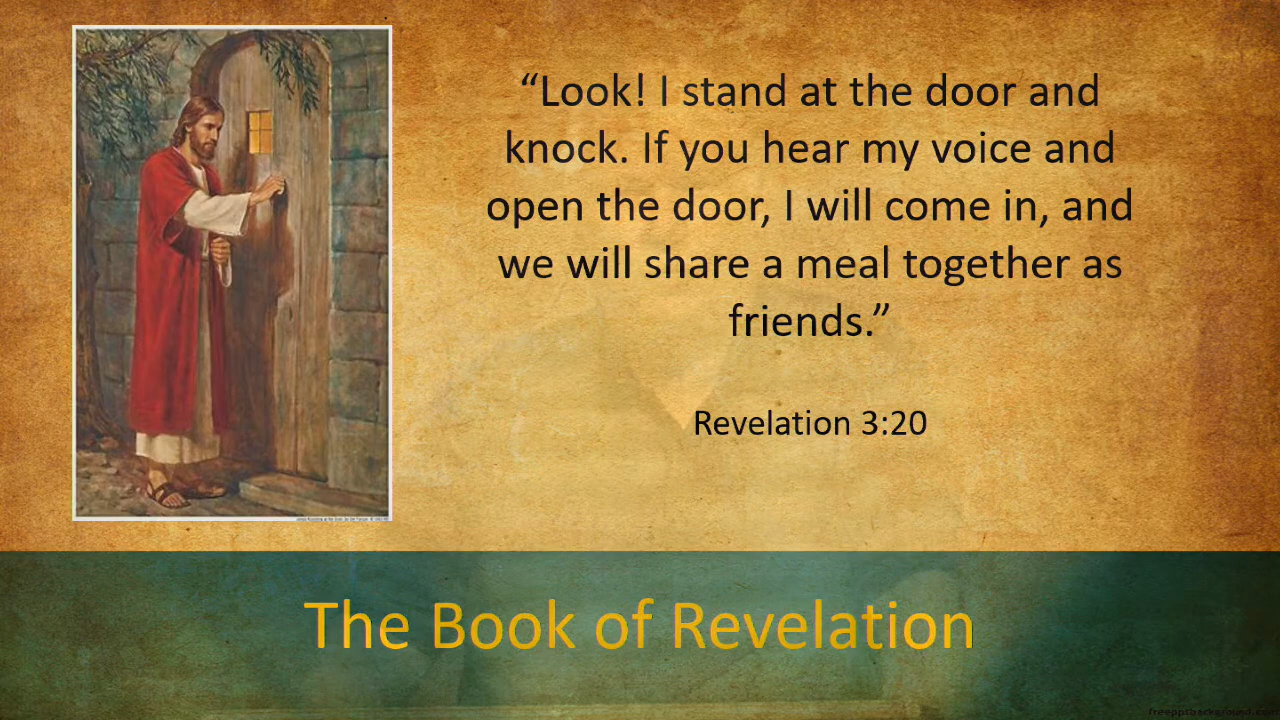 “Look! I stand at the door and
knock. If you hear my voice and
open the door, I will come in, and
we will share a meal together as
friends.”
Revelation 3:20
The Book of Revelation